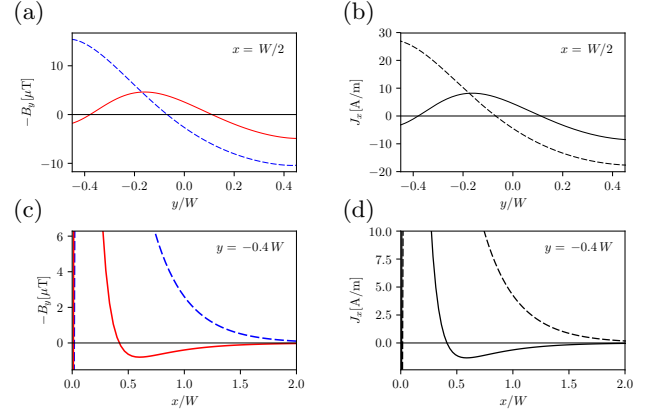 (a)
x = W/2
−B_y[μT]
10
0
−10
−0.4 −0.2 0.0 0.2 0.4
y/W
(b)
x = W/2
J_x[A/m]
30
20
10
0
−10
−20
−0.4 −0.2 0.0 0.2 0.4
y/W
(c)
y = −0.4 W
−B_y[μT]
6
4
2
0
0.0 0.5 1.0 1.5 2.0
x/W
(d)
y = −0.4 W
J_x[A/m]
10.0
7.5
5.0
2.5
0.0
0.0 0.5 1.0 1.5 2.0
x/W